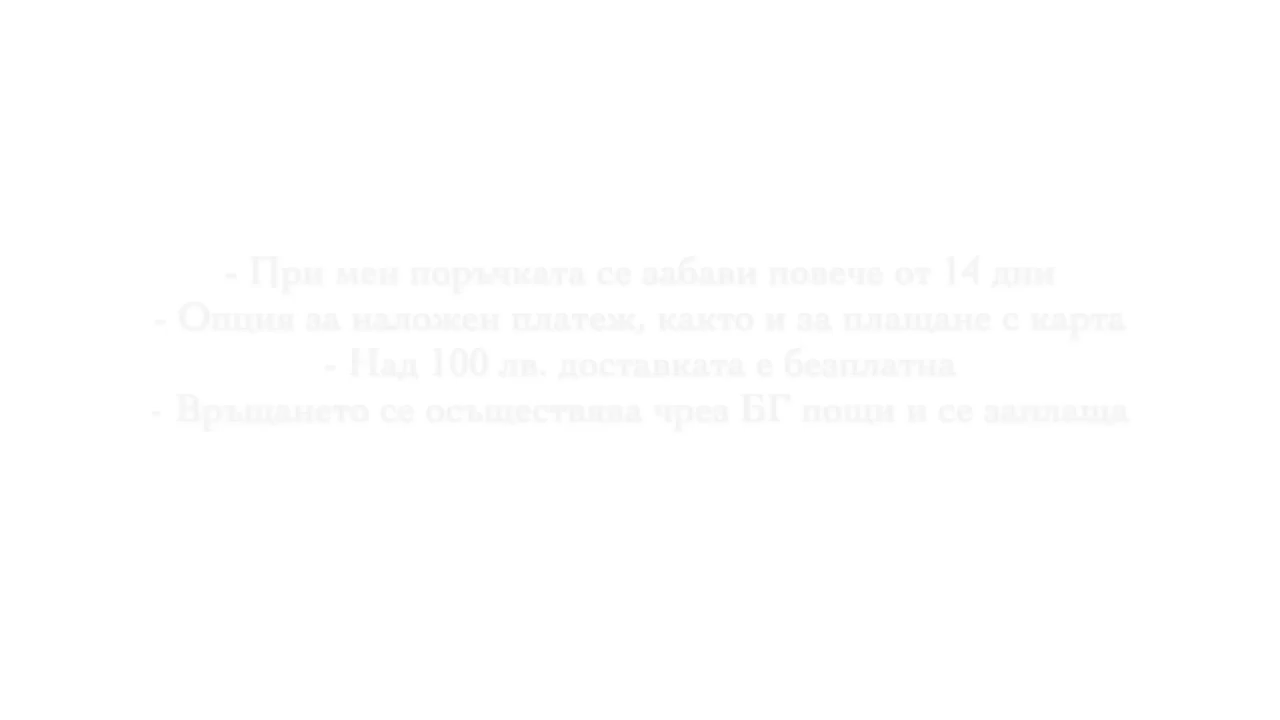 - При мен поръчката се забави повече от 14 дни
- Опция за наложен платеж, както и за плащане с карта
- Над 100 лв. доставката е безплатна
- Връщането се осъществява чрез БГ пощи и се заплаща